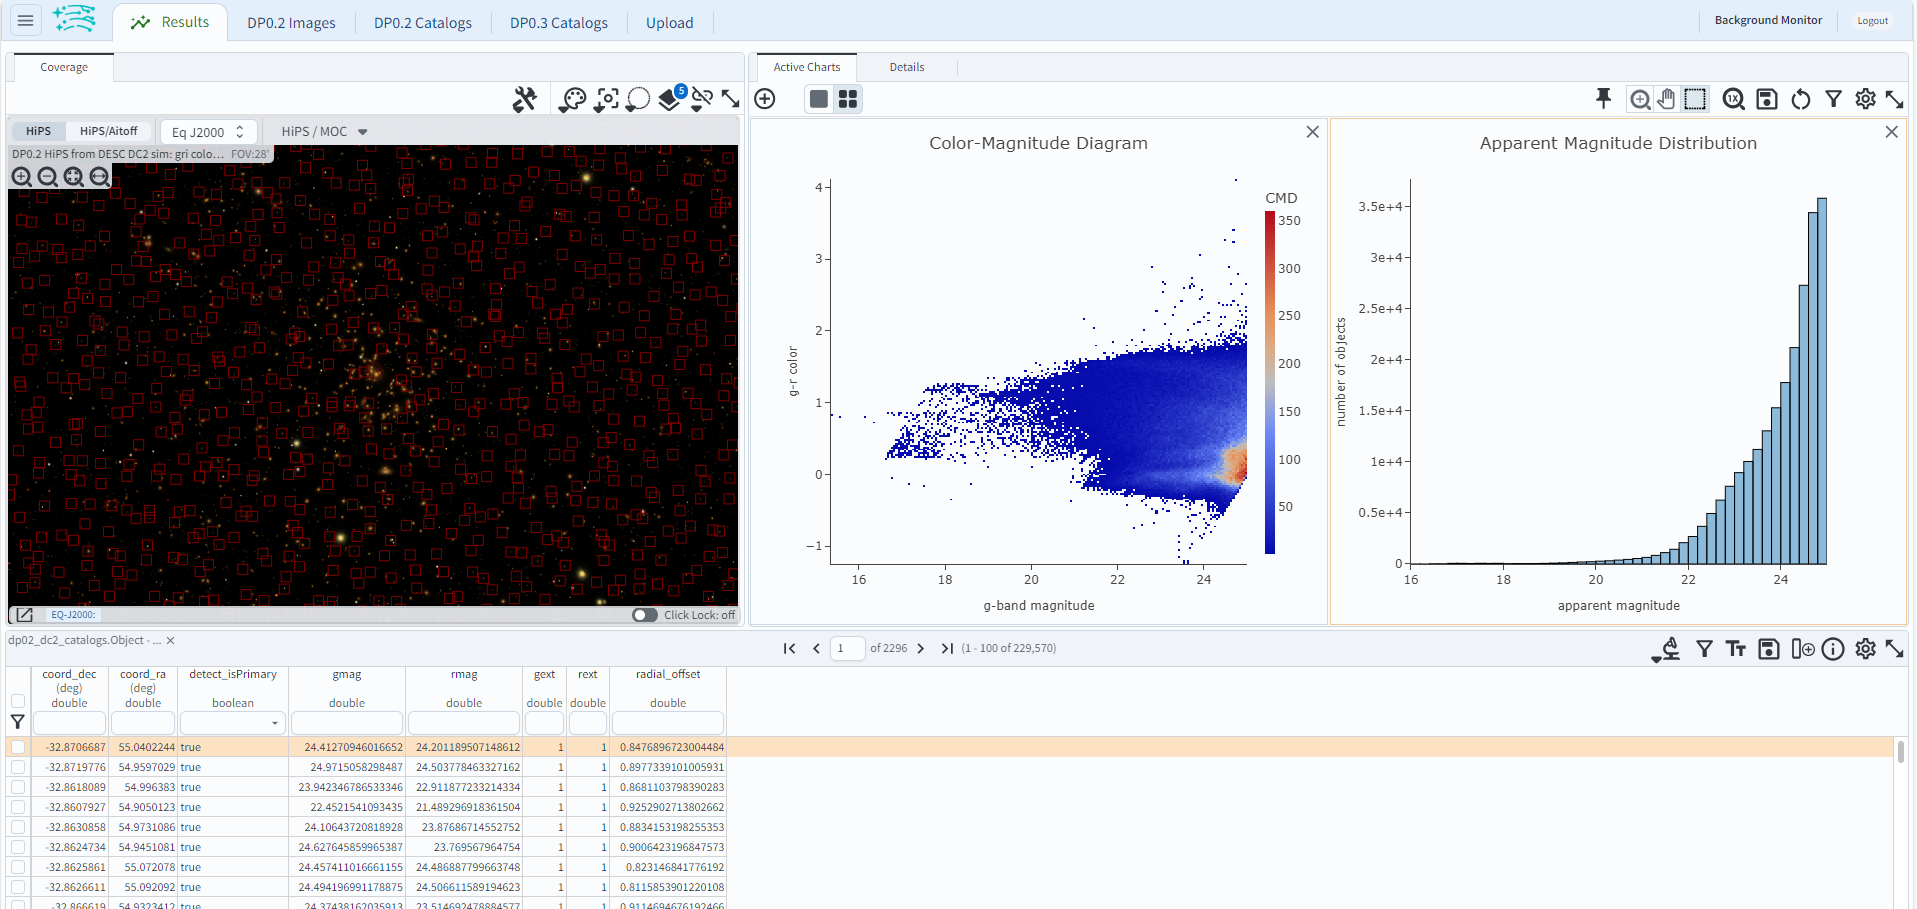 Results
DP0.2 Images
DP0.2 Catalogs
DP0.3 Catalogs
Upload
Background Monitor
Logout
Coverage
5
HiPS
HiPS/Aitoff
Eq J2000
HiPS / MOC
DP0.2 HiPS from DESC DC2 sim: gri colo... FOV:28'
EQ-J2000:
Click Lock: off
Active Charts
Details
1X
Color-Magnitude Diagram
4
3
2
1
0
−1
g-r color
16
18
20
22
24
g-band magnitude
CMD
350
300
250
200
150
100
50
Apparent Magnitude Distribution
3.5e+4
3e+4
2.5e+4
2e+4
1.5e+4
1e+4
0.5e+4
0
number of objects
16
18
20
22
24
apparent magnitude
dp02_dc2_catalogs.Object - ...
1 of 2296 (1 - 100 of 229,570)
coord_dec coord_ra detect_isPrimary gmag rmag gext rext radial_offset
(deg) (deg)
double double boolean double double double double double
-32.8706687 55.0402244 true 24.41270946016652 24.201189507148612 1 1 0.8476896723004484
-32.8719776 54.9597029 true 24.9715058298487 24.503778463327162 1 1 0.8977339101005931
-32.8618089 54.996383 true 23.942346786533346 22.911877233214334 1 1 0.8681103798390283
-32.8607927 54.9050123 true 22.4521541093435 21.489296918361504 1 1 0.9252902713802662
-32.8630858 54.9731086 true 24.10643720818928 23.87686714552752 1 1 0.8834153198255353
-32.8624734 54.9451081 true 24.627645859965387 23.769567964754 1 1 0.9006423196847573
-32.8625861 55.072078 true 24.457411016661155 24.486887799663748 1 1 0.823146841776192
-32.8626611 55.092092 true 24.494196991178875 24.506611589194623 1 1 0.8115853901220108
-32.866619 54.9323412 true 24.37438162035913 23.514692478884577 1 1 0.9114694676192466